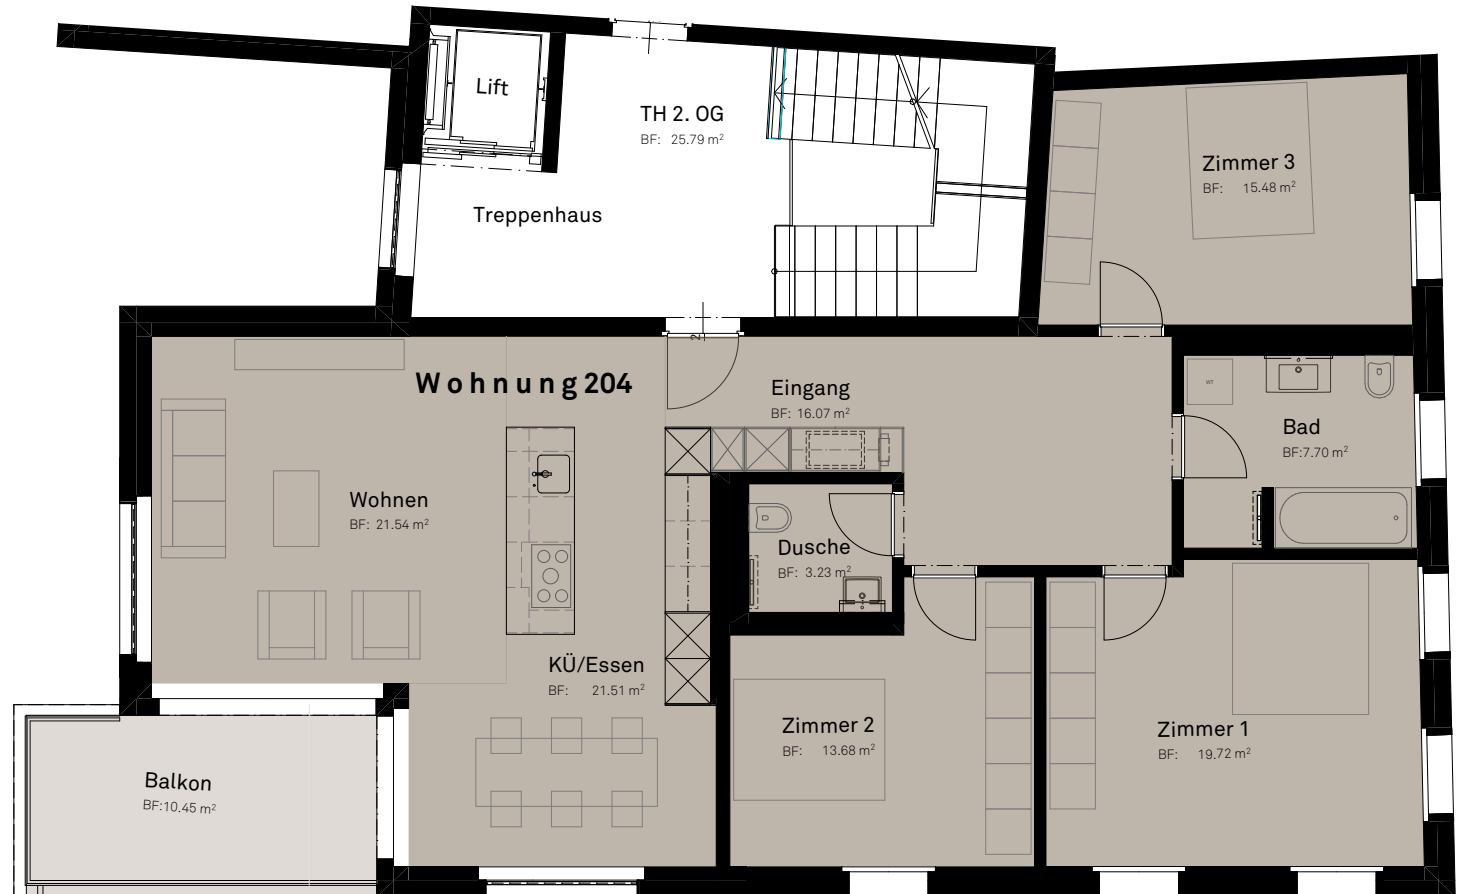 Lift
TH 2. OG
BF: 25.79 m²
Treppenhaus
Zimmer 3
BF: 15.48 m²
2
Wohnung 204
Eingang
BF: 16.07 m²
WT
Bad
BF:7.70 m²
Wohnen
BF: 21.54 m²
Dusche
BF: 3.23 m²
KÜ/Essen
BF: 21.51 m²
Zimmer 2
BF: 13.68 m²
Zimmer 1
BF: 19.72 m²
Balkon
BF:10.45 m²